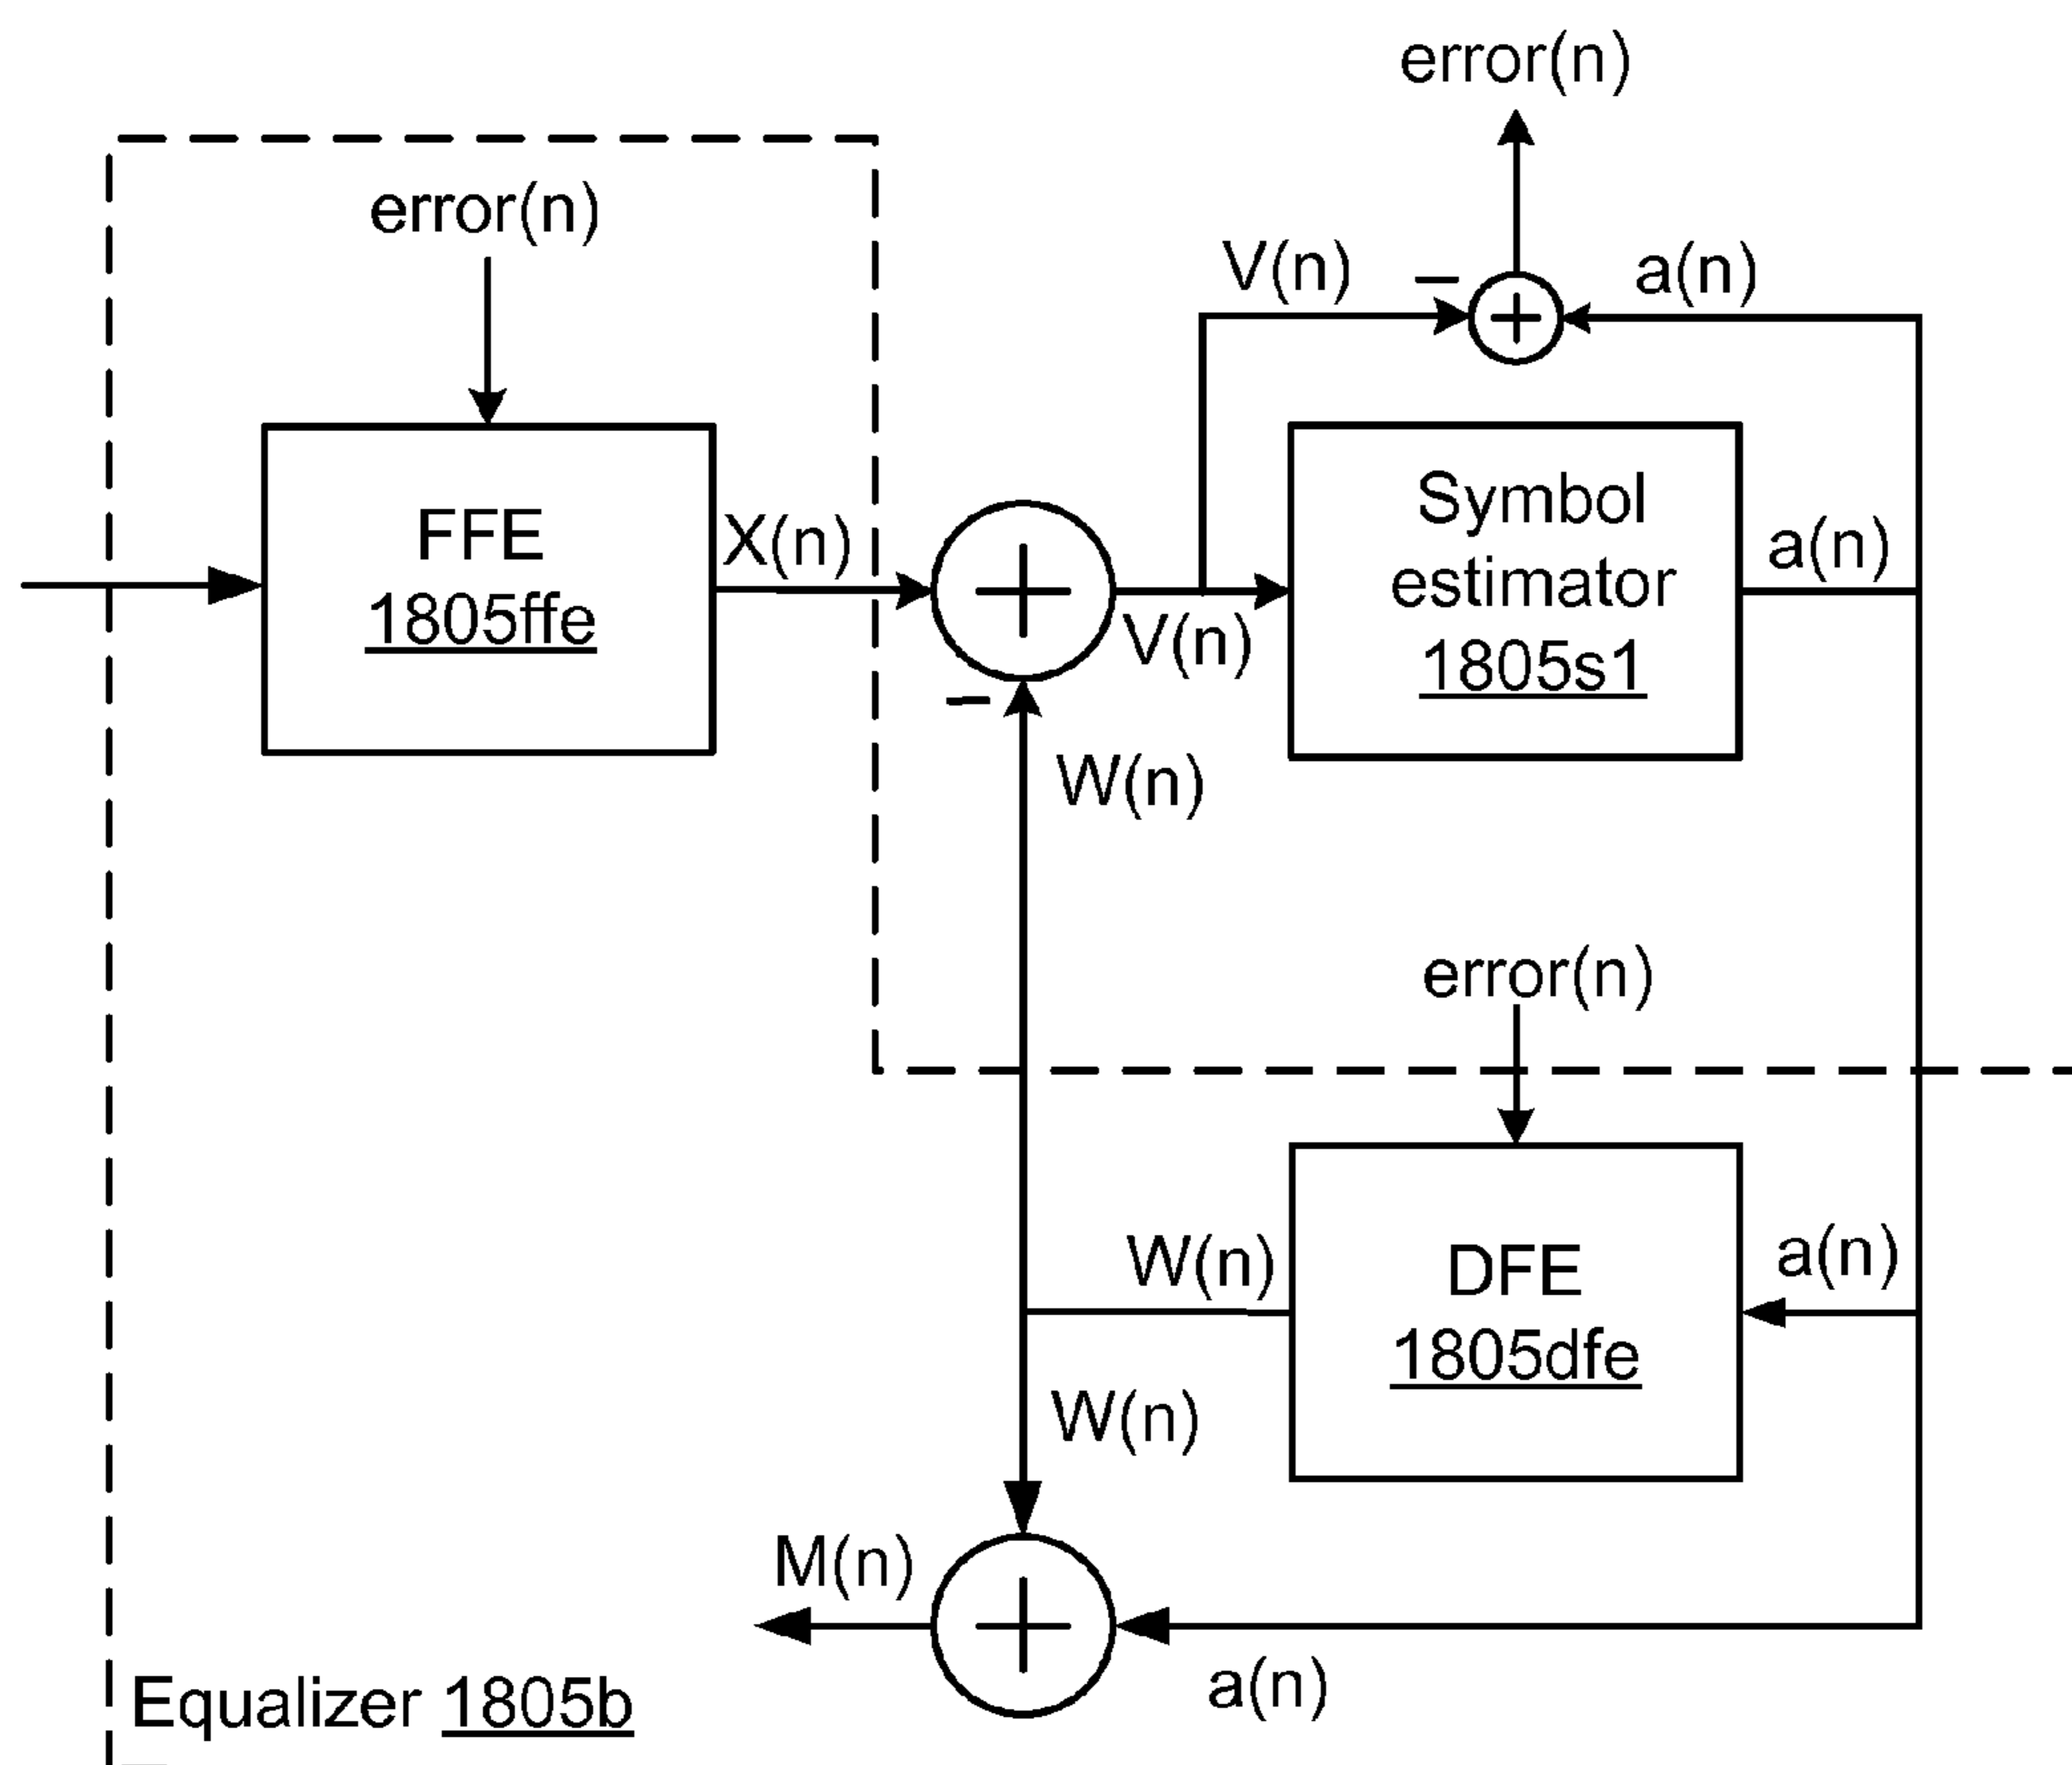 error(n)
error(n)
V(n)
–
a(n)
FFE
1805ffe
X(n)
+
V(n)
–
W(n)
Symbol
estimator
1805s1
a(n)
+
error(n)
W(n)
DFE
1805dfe
a(n)
W(n)
M(n)
+
a(n)
Equalizer 1805b